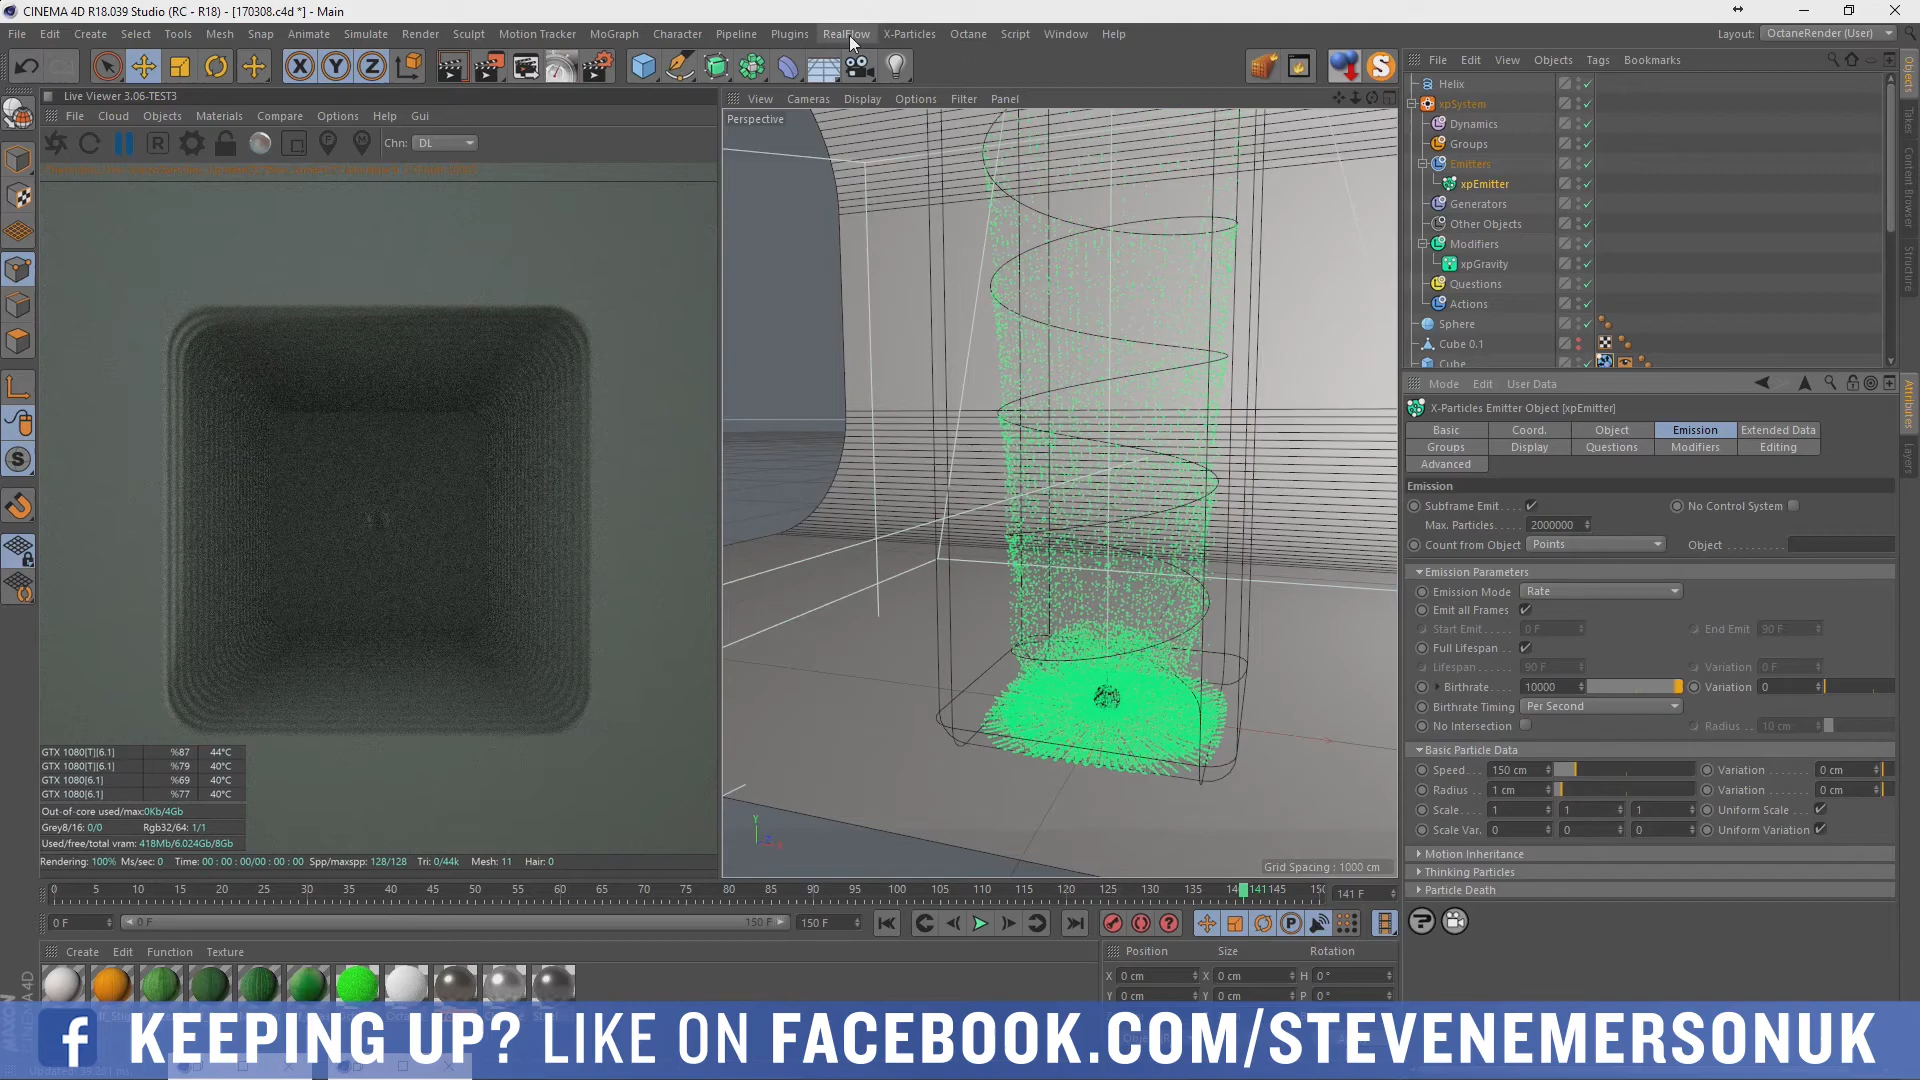 CINEMA 4D R18.039 Studio (RC - R18) - [170308.c4d *] - Main
File Edit Create Select Tools Mesh Snap Animate Simulate Render Sculpt Motion Tracker MoGraph Character Pipeline Plugins RealFlow X-Particles Octane Script Window Help Layout: OctaneRender (User)
X Y Z
File Edit View Objects Tags Bookmarks
Live Viewer 3.06-TEST3
File Cloud Objects Materials Compare Options Help Gui
Chn: DL
View Cameras Display Options Filter Panel
Perspective
Helix
xpSystem
Dynamics
Groups
Emitters
xpEmitter
Generators
Other Objects
Modifiers
xpGravity
Questions
Actions
Sphere
Cube 0.1
Cube
Objects
Takes
Content Browser
Structure
Mode Edit User Data
X-Particles Emitter Object [xpEmitter]
Basic Coord. Object Emission Extended Data
Groups Display Questions Modifiers Editing
Advanced
Attributes
Layers
Emission
Subframe Emit . . . . No Control System
Max. Particles. . . . . 2000000
Count from Object Points Object . . . . . . . . . .
Emission Parameters
Emission Mode Rate
Emit all Frames
Start Emit . . . . . 0 F End Emit 90 F
Full Lifespan . . .
Lifespan . . . . . . 90 F Variation 0 F
Birthrate. . . . 10000 Variation 0
Birthrate Timing Per Second
No Intersection Radius . . 10 cm
Basic Particle Data
Speed. . . 150 cm Variation . . . . . . . 0 cm
Radius . . 1 cm Variation . . . . . . . 0 cm
Scale. . . . 1 1 1 Uniform Scale . .
Scale Var. 0 0 0 Uniform Variation
Motion Inheritance
Thinking Particles
Particle Death
GTX 1080[T][6.1] %87 44°C
GTX 1080[T][6.1] %79 40°C
GTX 1080[6.1] %69 40°C
GTX 1080[6.1] %77 40°C
Out-of-core used/max:0Kb/4Gb
Grey8/16: 0/0 Rgb32/64: 1/1
Used/free/total vram: 418Mb/6.024Gb/8Gb
Rendering: 100% Ms/sec: 0 Time: 00 : 00 : 00/00 : 00 : 00 Spp/maxspp: 128/128 Tri: 0/44k Mesh: 11 Hair: 0
Y
Grid Spacing : 1000 cm
0 5 10 15 20 25 30 35 40 45 50 55 60 65 70 75 80 85 90 95 100 105 110 115 120 125 130 135 14 141 145 150 141 F
0 F 0 F 150 F 150 F
Create Edit Function Texture
Position Size Rotation
X 0 cm X 0 cm H 0 °
Y 0 cm Y 0 cm P 0 °
MAXON CINEMA 4D
f KEEPING UP? LIKE ON FACEBOOK.COM/STEVENEMERSONUK